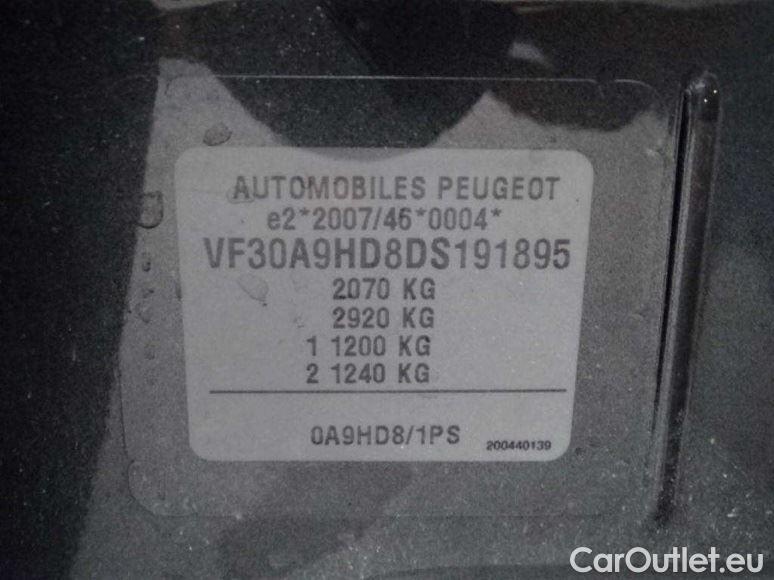 AUTOMOBILES PEUGEOT
e2*2007/46*0004*
VF30A9HD8DS191895
2070 KG
2920 KG
1 1200 KG
2 1240 KG
0A9HD8/1PS
200440139
CarOutlet.eu